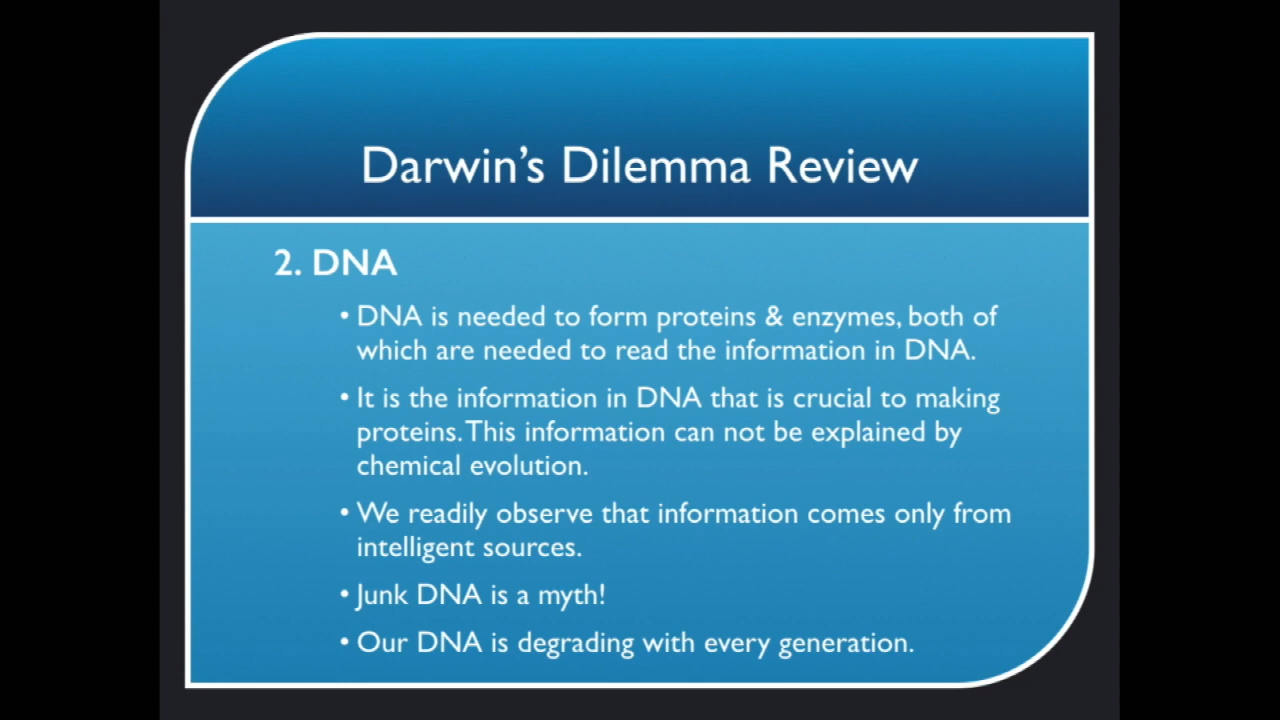 Darwin's Dilemma Review
2. DNA
• DNA is needed to form proteins & enzymes, both of
which are needed to read the information in DNA.
• It is the information in DNA that is crucial to making
proteins. This information can not be explained by
chemical evolution.
• We readily observe that information comes only from
intelligent sources.
• Junk DNA is a myth!
• Our DNA is degrading with every generation.